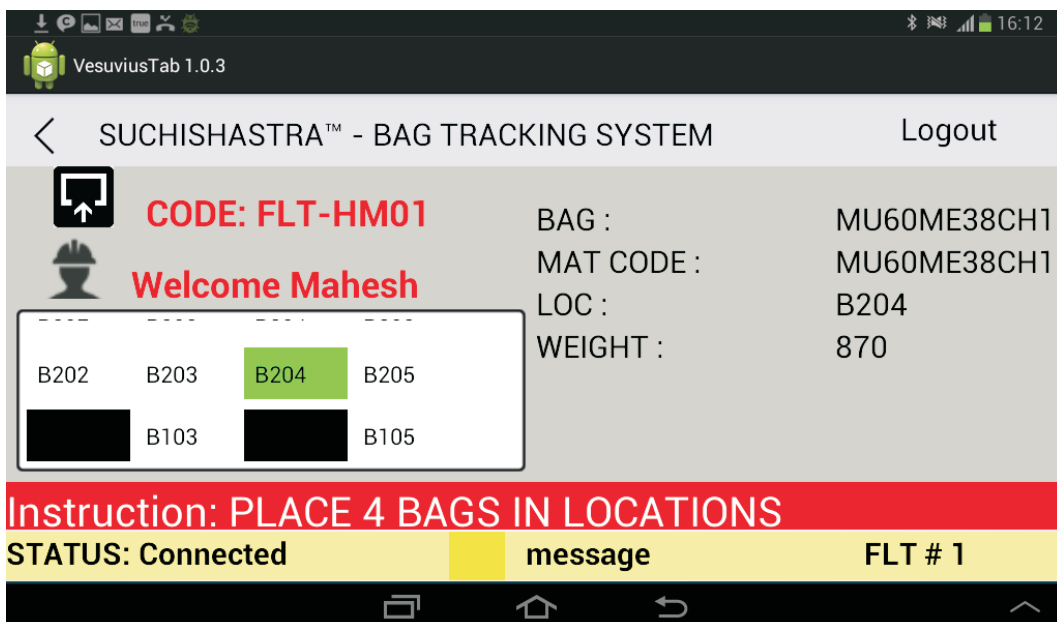 16:12
VesuviusTab 1.0.3
SUCHISHASTRA™ - BAG TRACKING SYSTEM
Logout
CODE: FLT-HM01
Welcome Mahesh
B202 B203 B204 B205
B103 B105
BAG : MU60ME38CH1
MAT CODE : MU60ME38CH1
LOC : B204
WEIGHT : 870
Instruction: PLACE 4 BAGS IN LOCATIONS
STATUS: Connected message FLT # 1